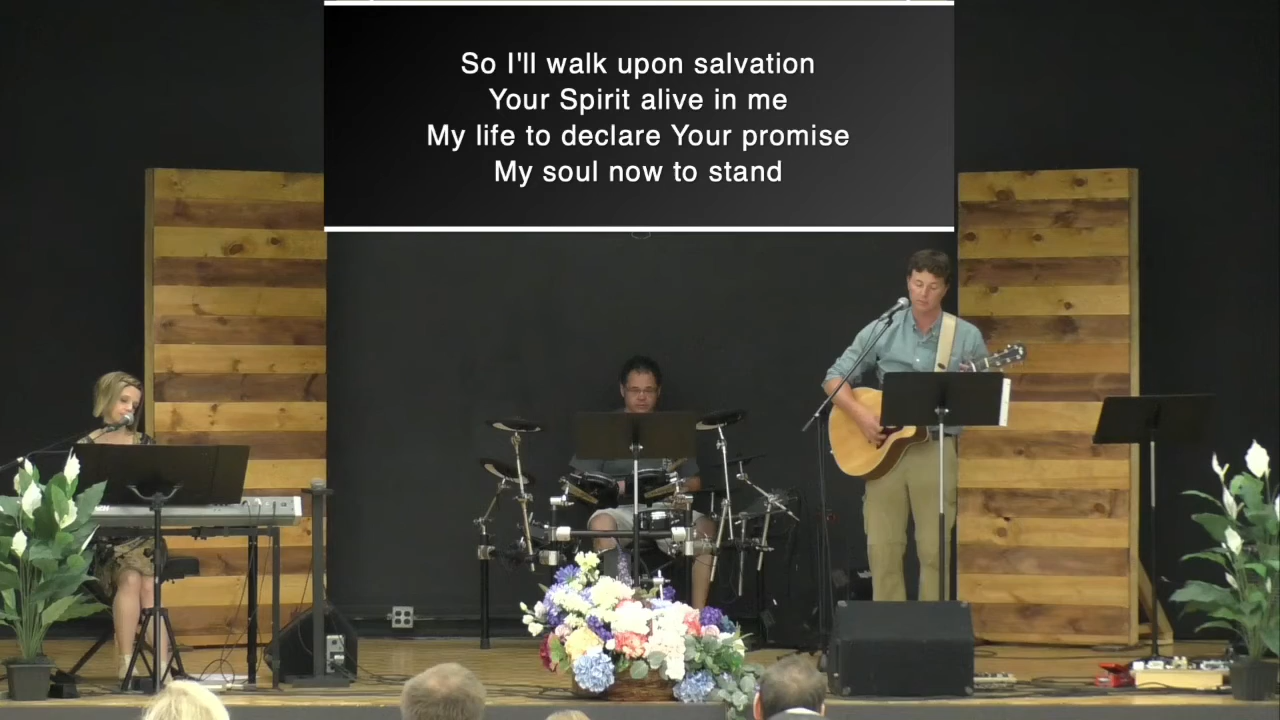 So I'll walk upon salvation
Your Spirit alive in me
My life to declare Your promise
My soul now to stand